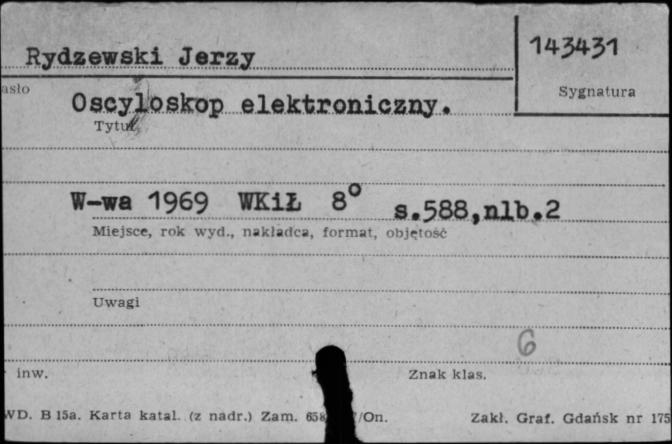 Rydzewski Jerzy
143431
asło
Sygnatura
Oscyloskop elektroniczny.
Tytuł
W-wa 1969 WKiŁ 8° s.588,nlb.2
Miejsce, rok wyd., nakładca, format, objętość
Uwagi
6
inw.
Znak klas.
WD. B 15a. Karta katal. (z nadr.) Zam. /On.
Zakł. Graf. Gdańsk nr 175